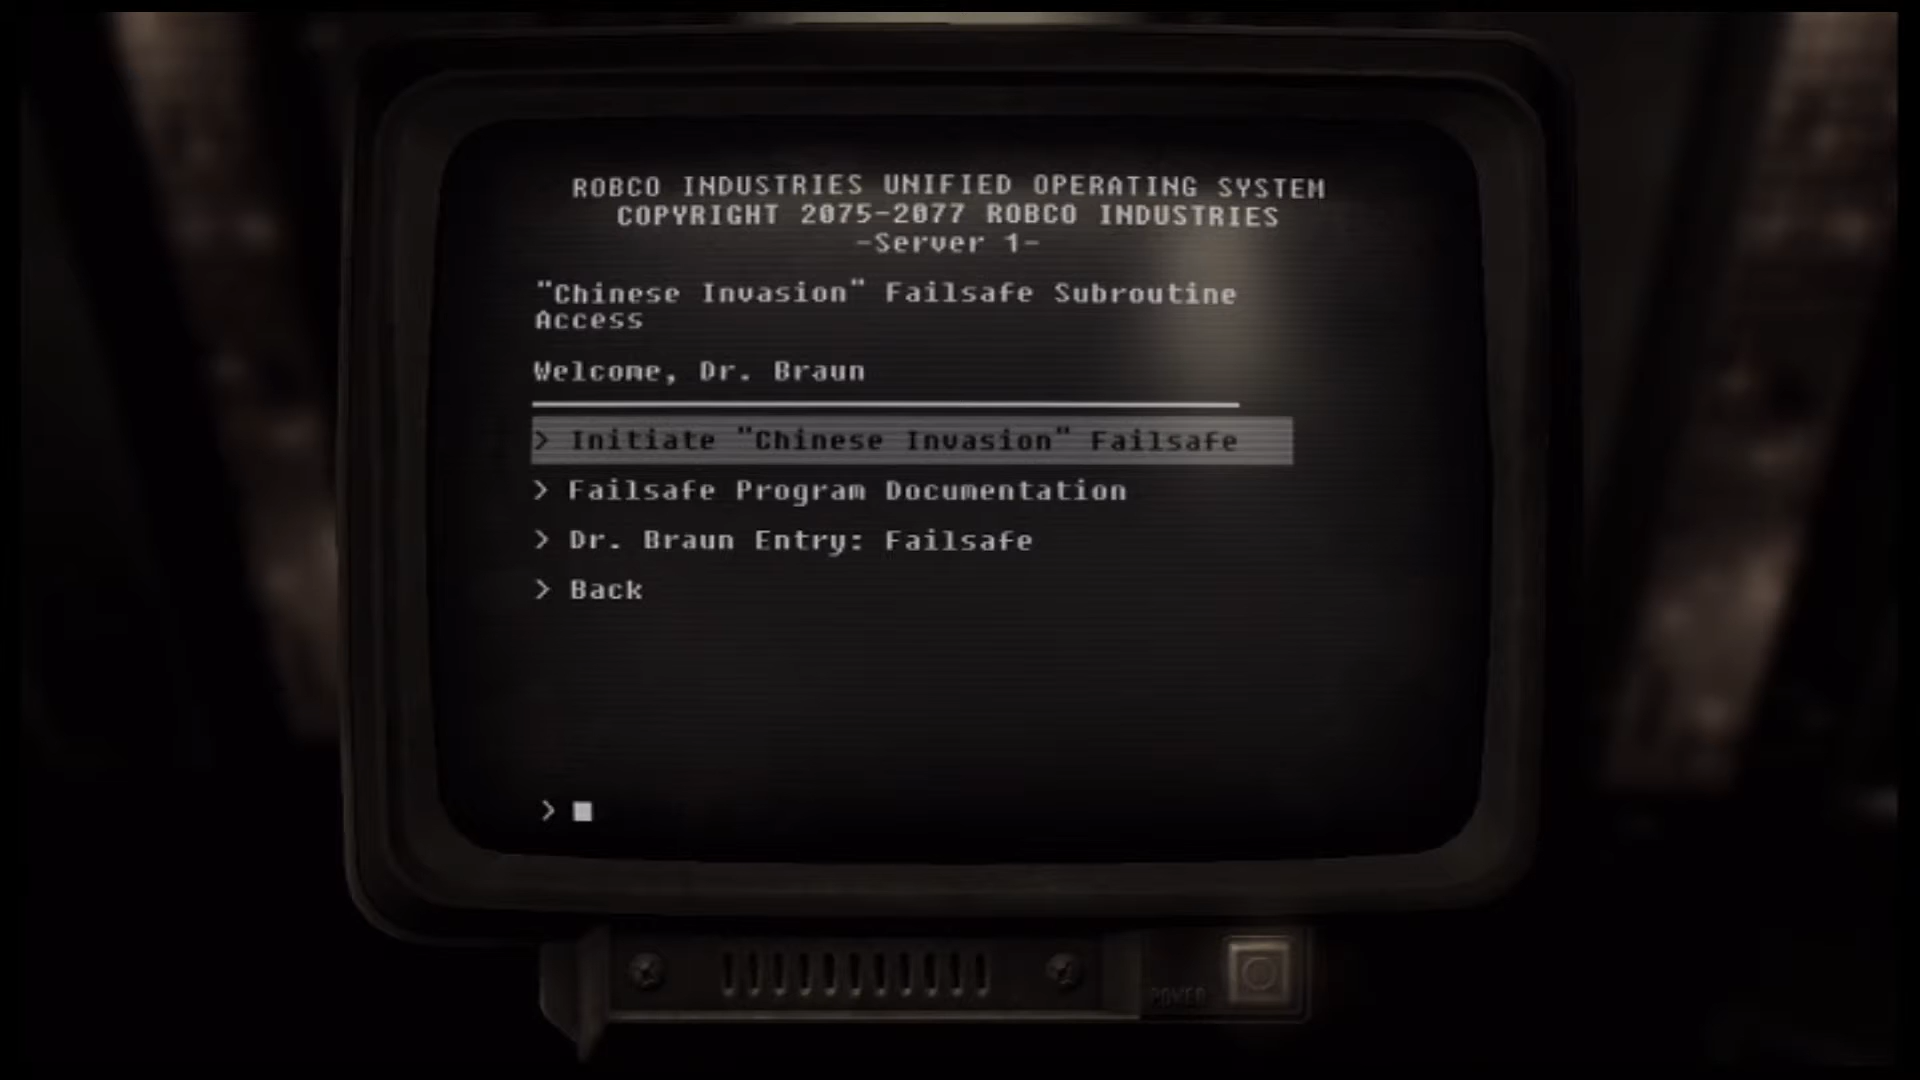 ROBCO INDUSTRIES UNIFIED OPERATING SYSTEM
COPYRIGHT 2075-2077 ROBCO INDUSTRIES
-Server 1-
"Chinese Invasion" Failsafe Subroutine
Access
Welcome, Dr. Braun
> Initiate "Chinese Invasion" Failsafe
> Failsafe Program Documentation
> Dr. Braun Entry: Failsafe
> Back
>
POWER